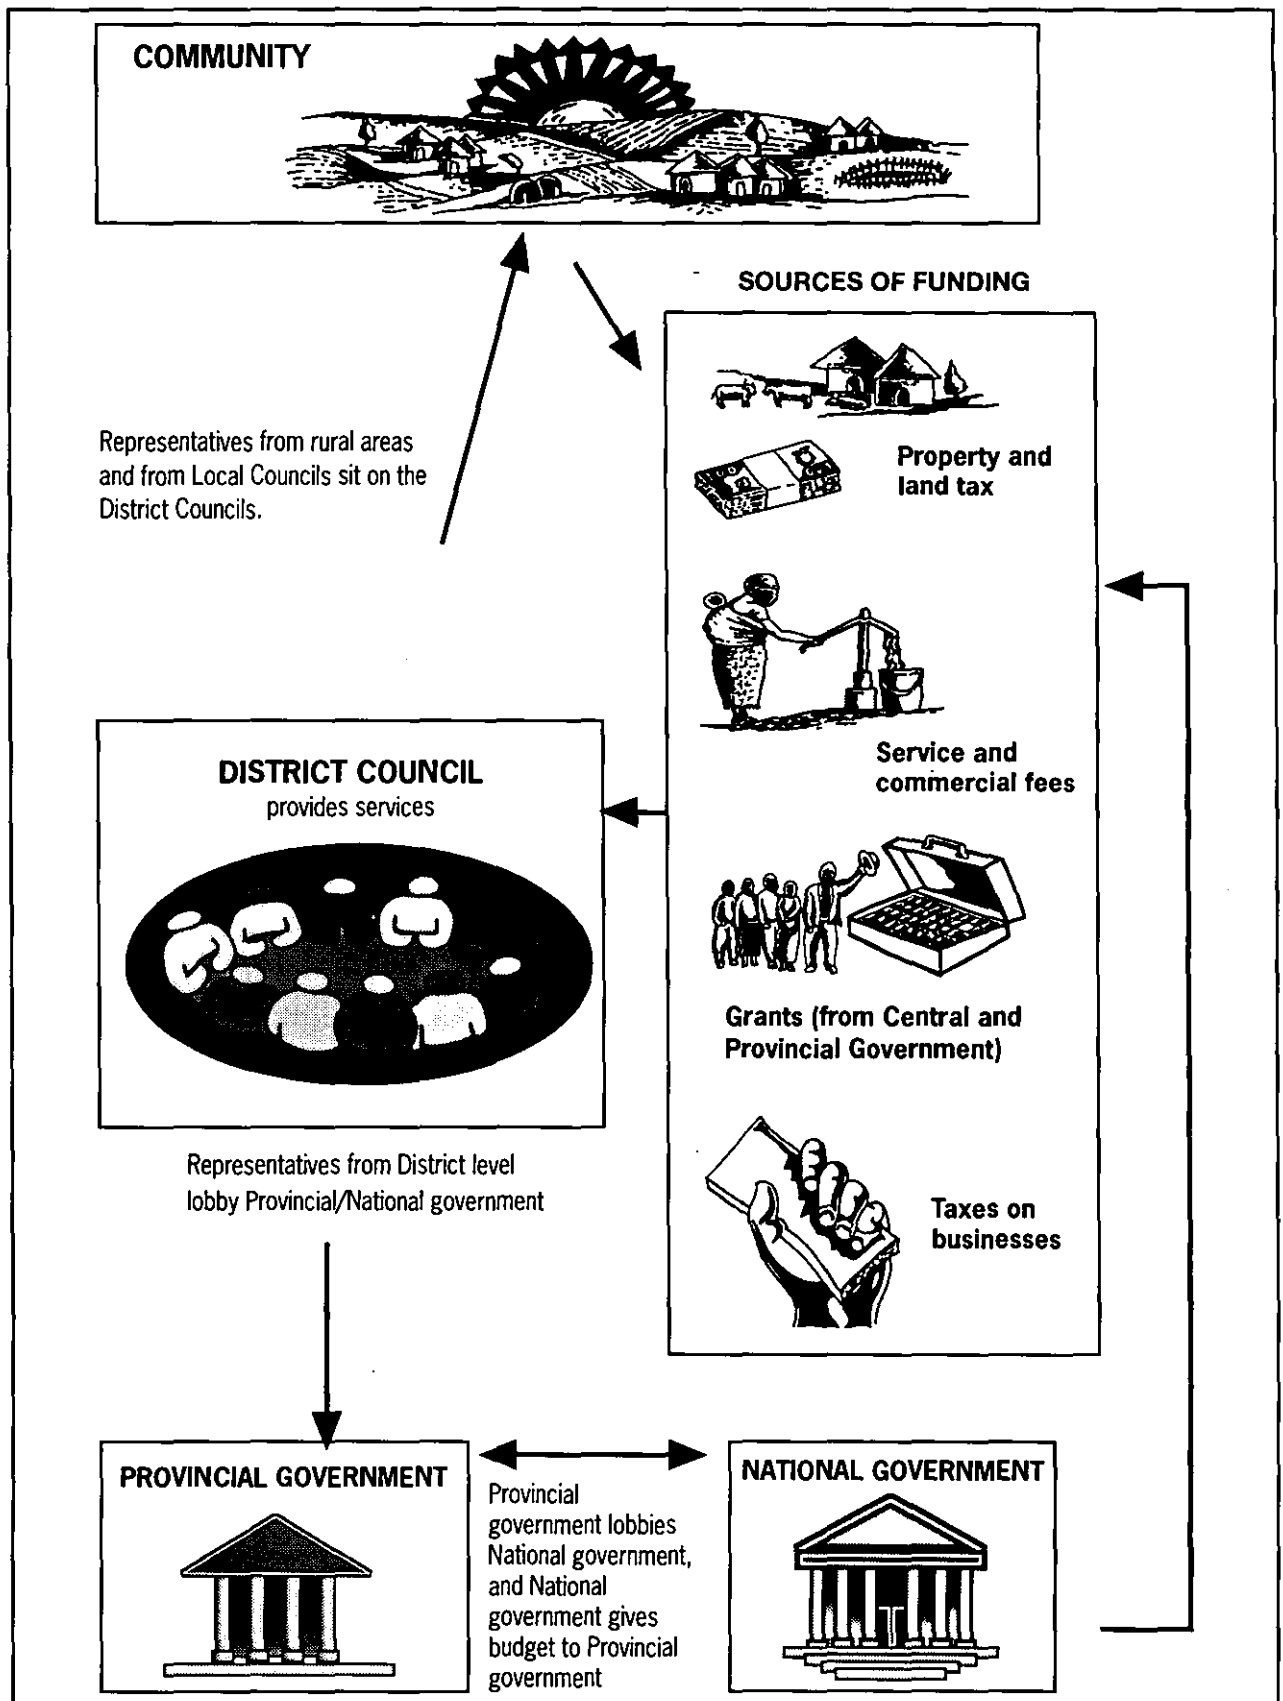 COMMUNITY
SOURCES OF FUNDING
Representatives from rural areas
and from Local Councils sit on the
District Councils.
Property and
land tax
Service and
commercial fees
DISTRICT COUNCIL
provides services
Grants (from Central and
Provincial Government)
Representatives from District level
lobby Provincial/National government
Taxes on
businesses
PROVINCIAL GOVERNMENT
Provincial
government lobbies
National government,
and National
government gives
budget to Provincial
government
NATIONAL GOVERNMENT